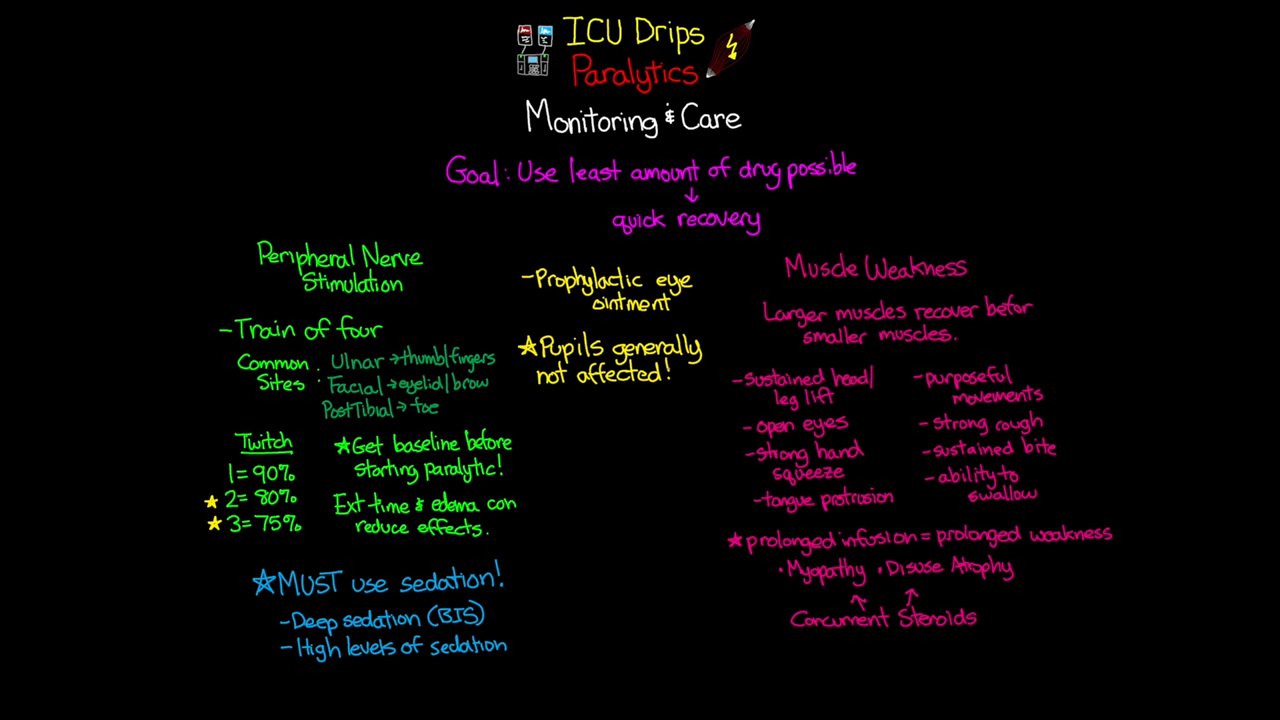 ICU Drips
Paralytics
Monitoring & Care
Goal: Use least amount of drug possible
↓
quick recovery
Peripheral Nerve
Stimulation
-Train of four
Common Sites:
Ulnar → thumb/fingers
Facial → eyelid/brow
PostTibial → toe
Twitch
1=90%
★ 2=80%
★ 3=75%
★Get baseline before
starting paralytic!
Ext time & edema can
reduce effects.
★MUST use sedation!
-Deep sedation (BIS)
-High levels of sedation
-Prophylactic eye
ointment
★Pupils generally
not affected!
Muscle Weakness
Larger muscles recover befor
smaller muscles.
-sustained head/
leg lift
-open eyes
-strong hand
squeeze
-tongue protrusion
-purposeful
movements
-strong cough
-sustained bite
-ability to
swallow
★prolonged infusion = prolonged weakness
•Myopathy •Disuse Atrophy
Concurrent Steroids